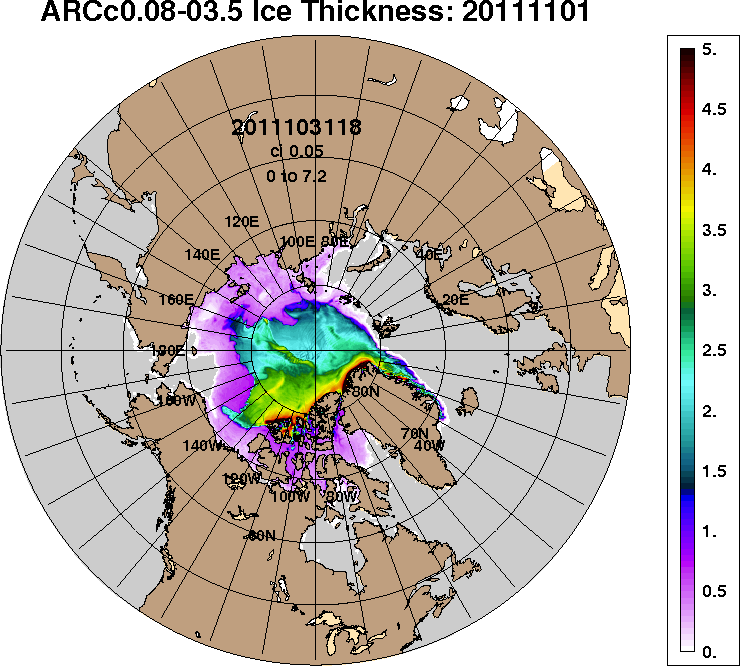 ARCc0.08-03.5 Ice Thickness: 20111101
2011103118
ci 0.05
0 to 7.2
120E
100E
80E
140E
40E
160E
20E
180E
160W
80N
140W
70N
40W
120W
100W
80W
60N
5.
4.5
4.
3.5
3.
2.5
2.
1.5
1.
0.5
0.